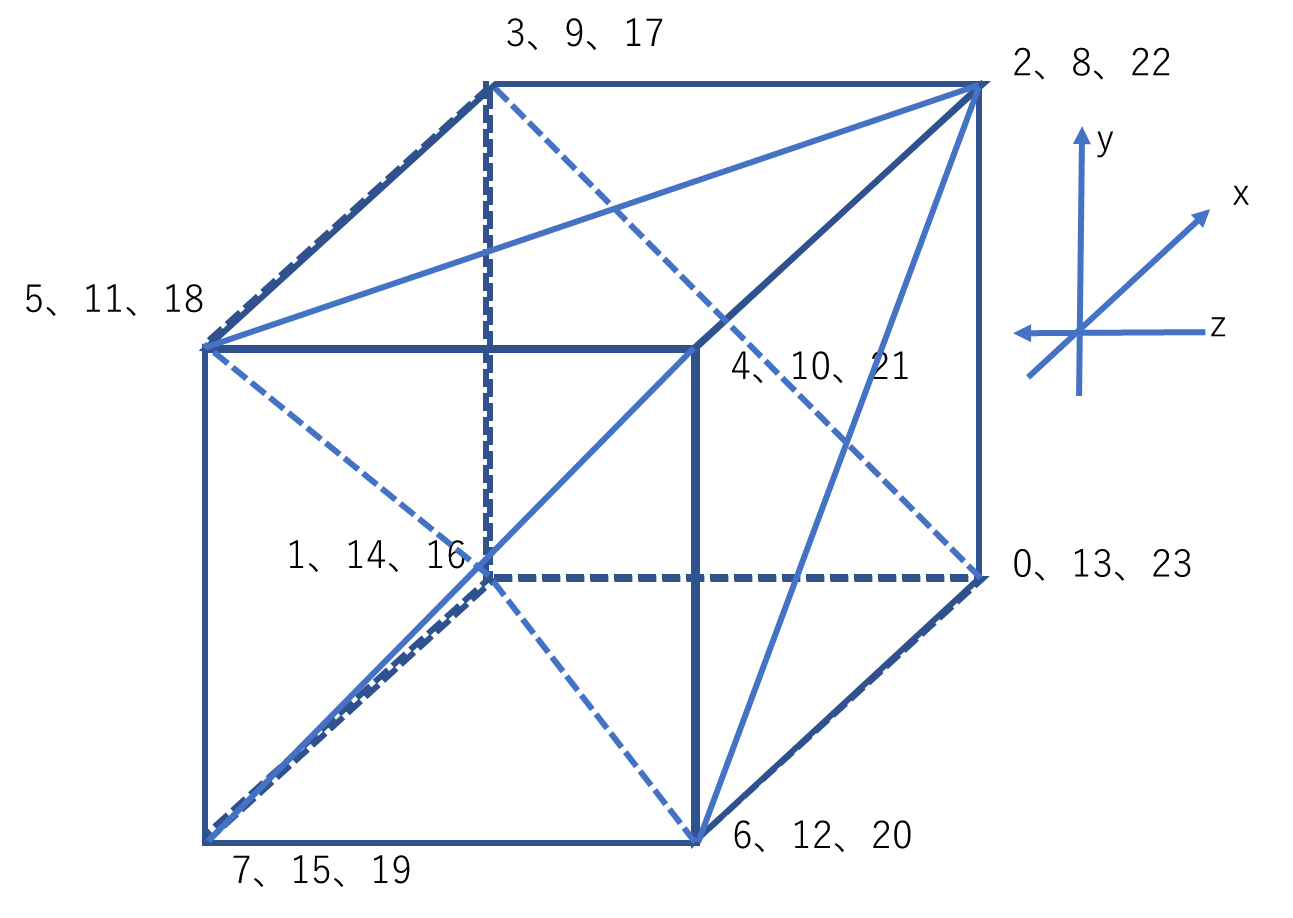 3、9、17
2、8、22
y
x
5、11、18
z
4、10、21
1、14、16
0、13、23
6、12、20
7、15、19